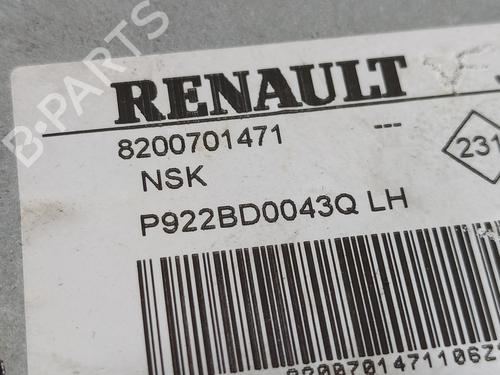 RENAULT
8200701471 ---
231
NSK
P922BD0043Q LH
B-PARTS